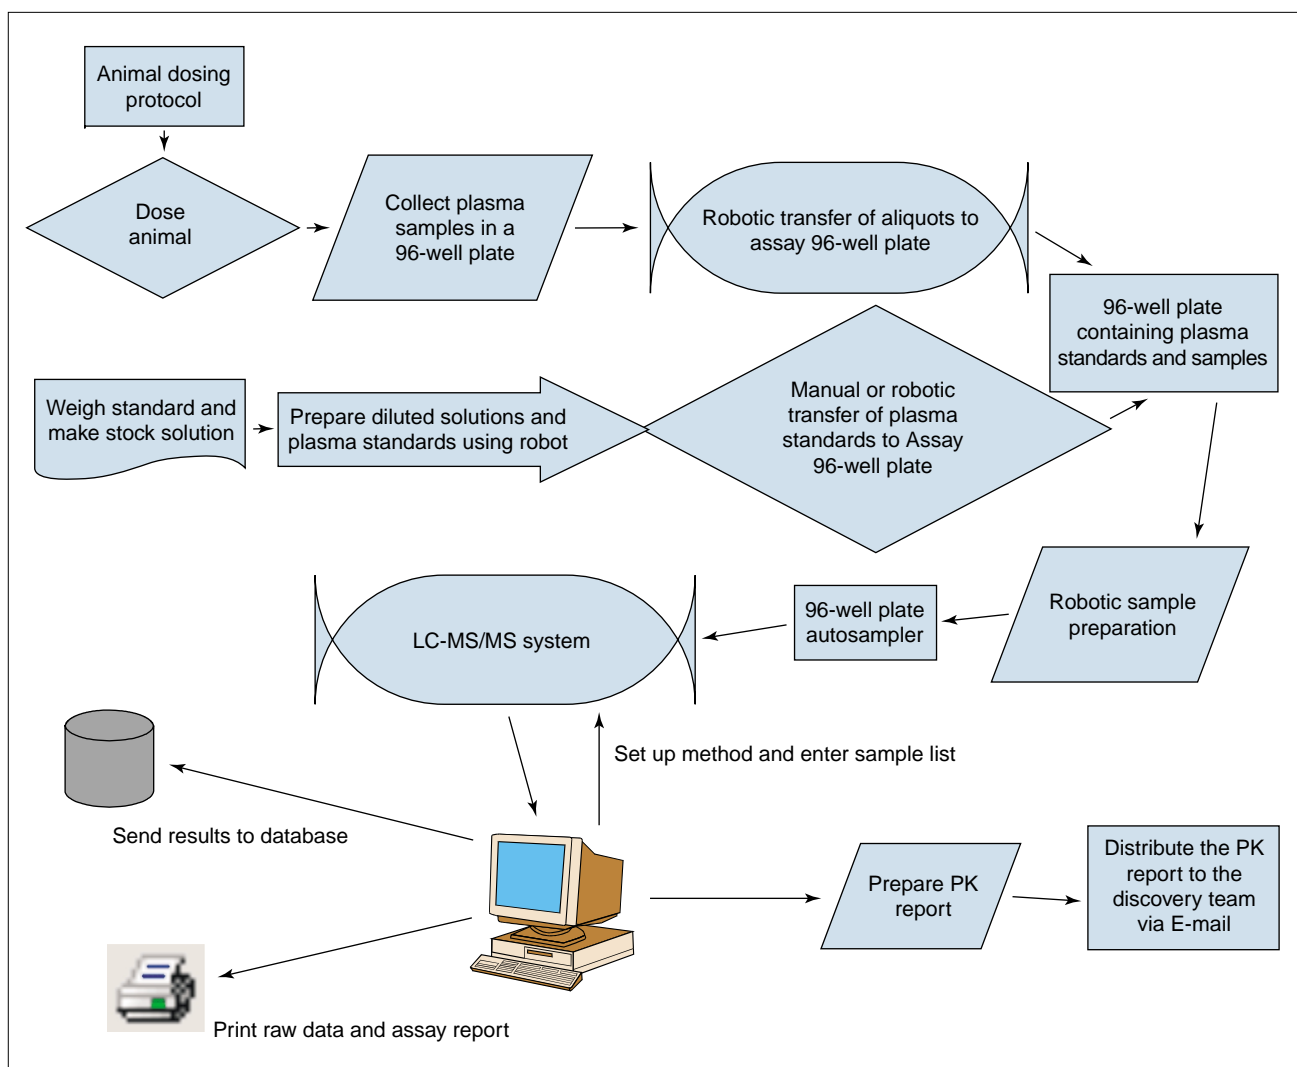 Animal dosing
protocol
Dose
animal
Collect plasma
samples in a
96-well plate
Robotic transfer of aliquots to
assay 96-well plate
96-well plate
containing plasma
standards and samples
Weigh standard and
make stock solution
Prepare diluted solutions and
plasma standards using robot
Manual or robotic
transfer of plasma
standards to Assay
96-well plate
Robotic sample
preparation
96-well plate
autosampler
LC-MS/MS system
Set up method and enter sample list
Send results to database
Prepare PK
report
Distribute the PK
report to the
discovery team
via E-mail
Print raw data and assay report